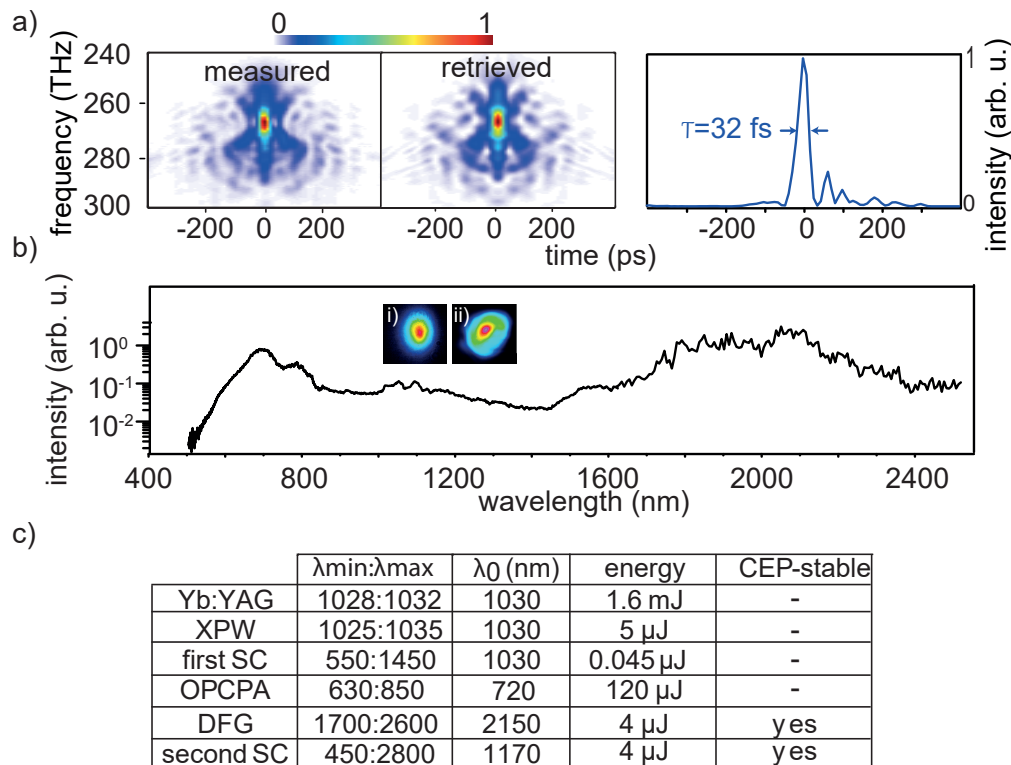 a)
0 1
measured
retrieved
frequency (THz)
240
260
280
300
-200 0 200
-200 0 200
-200 0 200
time (ps)
τ=32 fs
1
0
intensity (arb. u.)
b)
i) ii)
intensity (arb. u.)
10⁰
10⁻¹
10⁻²
400 800 1200 1600 2000 2400
wavelength (nm)
c)
λmin:λmax λ0 (nm) energy CEP-stable
Yb:YAG 1028:1032 1030 1.6 mJ -
XPW 1025:1035 1030 5 µJ -
first SC 550:1450 1030 0.045 µJ -
OPCPA 630:850 720 120 µJ -
DFG 1700:2600 2150 4 µJ yes
second SC 450:2800 1170 4 µJ yes